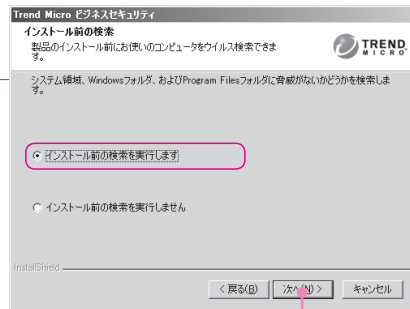 Trend Micro ビジネスセキュリティ
インストール前の検索
製品のインストール前にお使いのコンピュータをウイルス検索できま
す。
TREND
MICRO
システム領域、Windowsフォルダ、およびProgram Filesフォルダに脅威がないかどうかを検索しま
す。
インストール前の検索を実行します
インストール前の検索を実行しません
InstallShield
< 戻る(B)
次へ(N) >
キャンセル